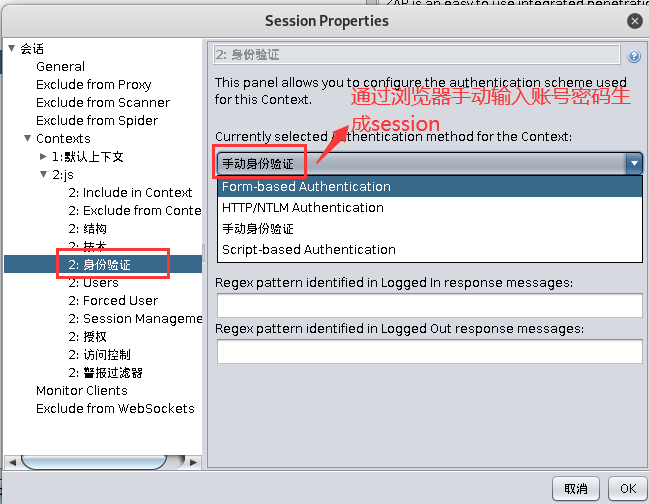 ZAP is an easy to use integrated penetra
Session Properties
会话
General
Exclude from Proxy
Exclude from Scanner
Exclude from Spider
Contexts
1:默认上下文
2:js
2: Include in Context
2: Exclude from Conte
2: 结构
2: 技术
2: 身份验证
2: Users
2: Forced User
2: Session Manageme
2: 授权
2: 访问控制
2: 警报过滤器
Monitor Clients
Exclude from WebSockets
2: 身份验证
This panel allows you to configure the authentication scheme used
for this Context.
通过浏览器手动输入账号密码生
成session
Currently selected Authentication method for the Context:
手动身份验证
Form-based Authentication
HTTP/NTLM Authentication
手动身份验证
Script-based Authentication
Regex pattern identified in Logged In response messages:
Regex pattern identified in Logged Out response messages:
取消
OK